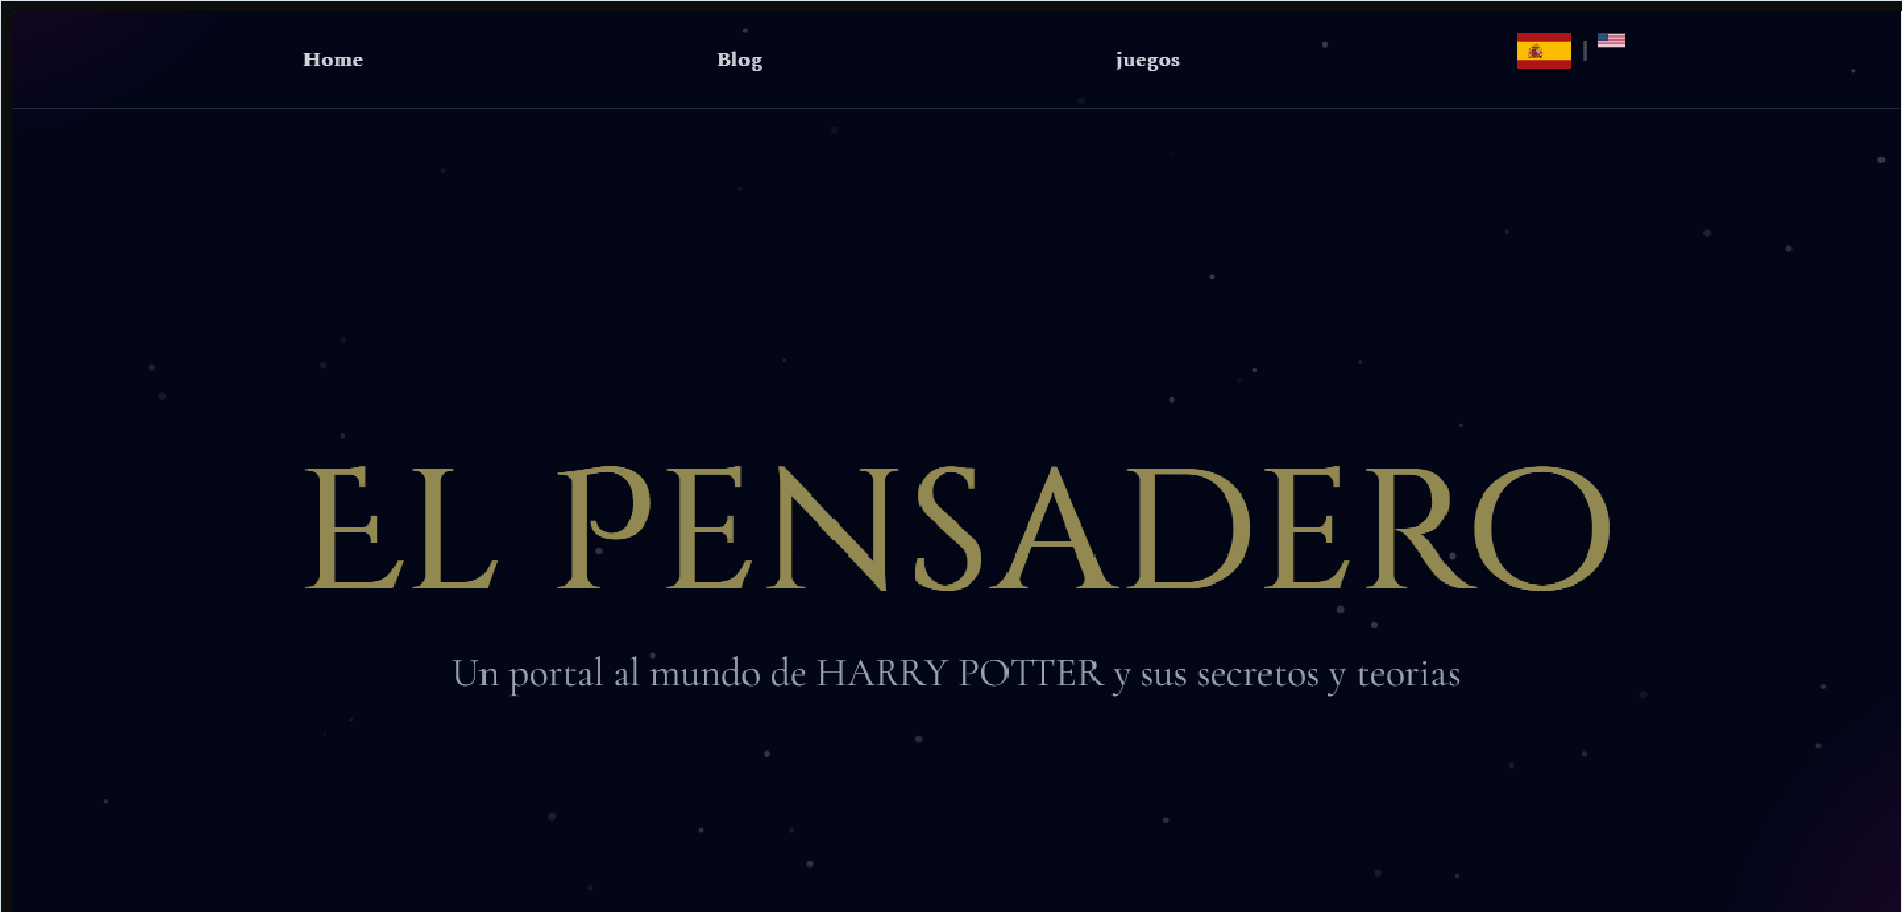 Home Blog juegos |
EL PENSADERO
Un portal al mundo de HARRY POTTER y sus secretos y teorias